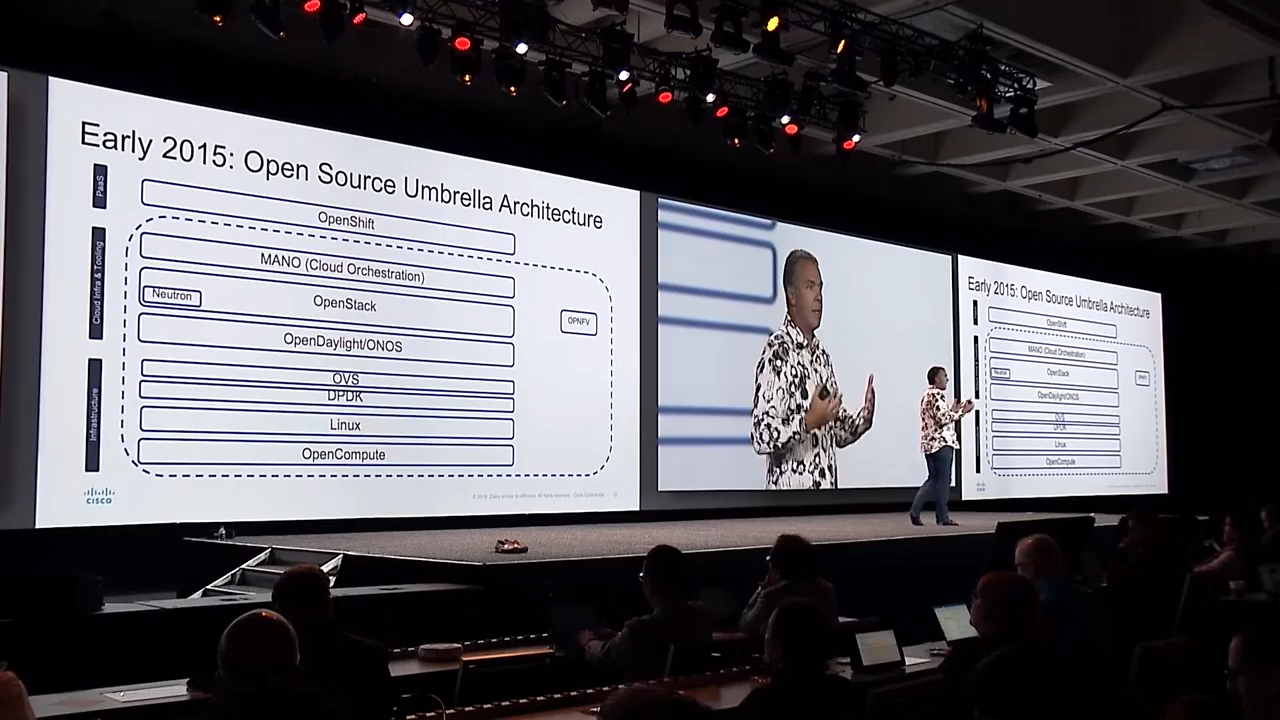 Early 2015: Open Source Umbrella Architecture
PaaS
OpenShift
Cloud Infra & Tooling
MANO (Cloud Orchestration)
Neutron
OpenStack
OPNFV
OpenDaylight/ONOS
Infrastructure
OVS
DPDK
Linux
OpenCompute
CISCO
Early 2015: Open Source Umbrella Architecture
OpenShift
MANO (Cloud Orchestration)
Neutron
OpenStack
OpenDaylight/ONOS
OVS
DPDK
Linux
OpenCompute